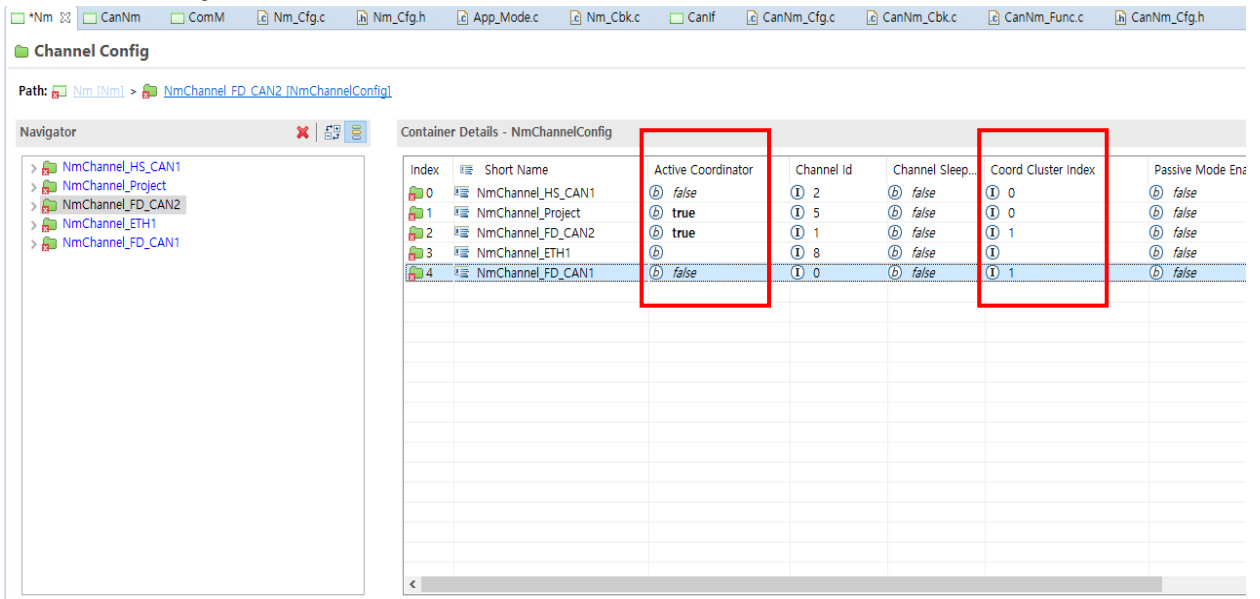 *Nm CanNm ComM Nm_Cfg.c Nm_Cfg.h App_Mode.c Nm_Cbk.c CanIf CanNm_Cfg.c CanNm_Cbk.c CanNm_Func.c CanNm_Cfg.h
Channel Config
Path: Nm [Nm] > NmChannel_FD_CAN2 [NmChannelConfig]
Navigator
NmChannel_HS_CAN1
NmChannel_Project
NmChannel_FD_CAN2
NmChannel_ETH1
NmChannel_FD_CAN1
Container Details - NmChannelConfig
Index Short Name Active Coordinator Channel Id Channel Sleep... Coord Cluster Index Passive Mode Ena
0 NmChannel_HS_CAN1 false 2 false 0 false
1 NmChannel_Project true 5 false 0 false
2 NmChannel_FD_CAN2 true 1 false 1 false
3 NmChannel_ETH1 8 false false
4 NmChannel_FD_CAN1 false 0 false 1 false